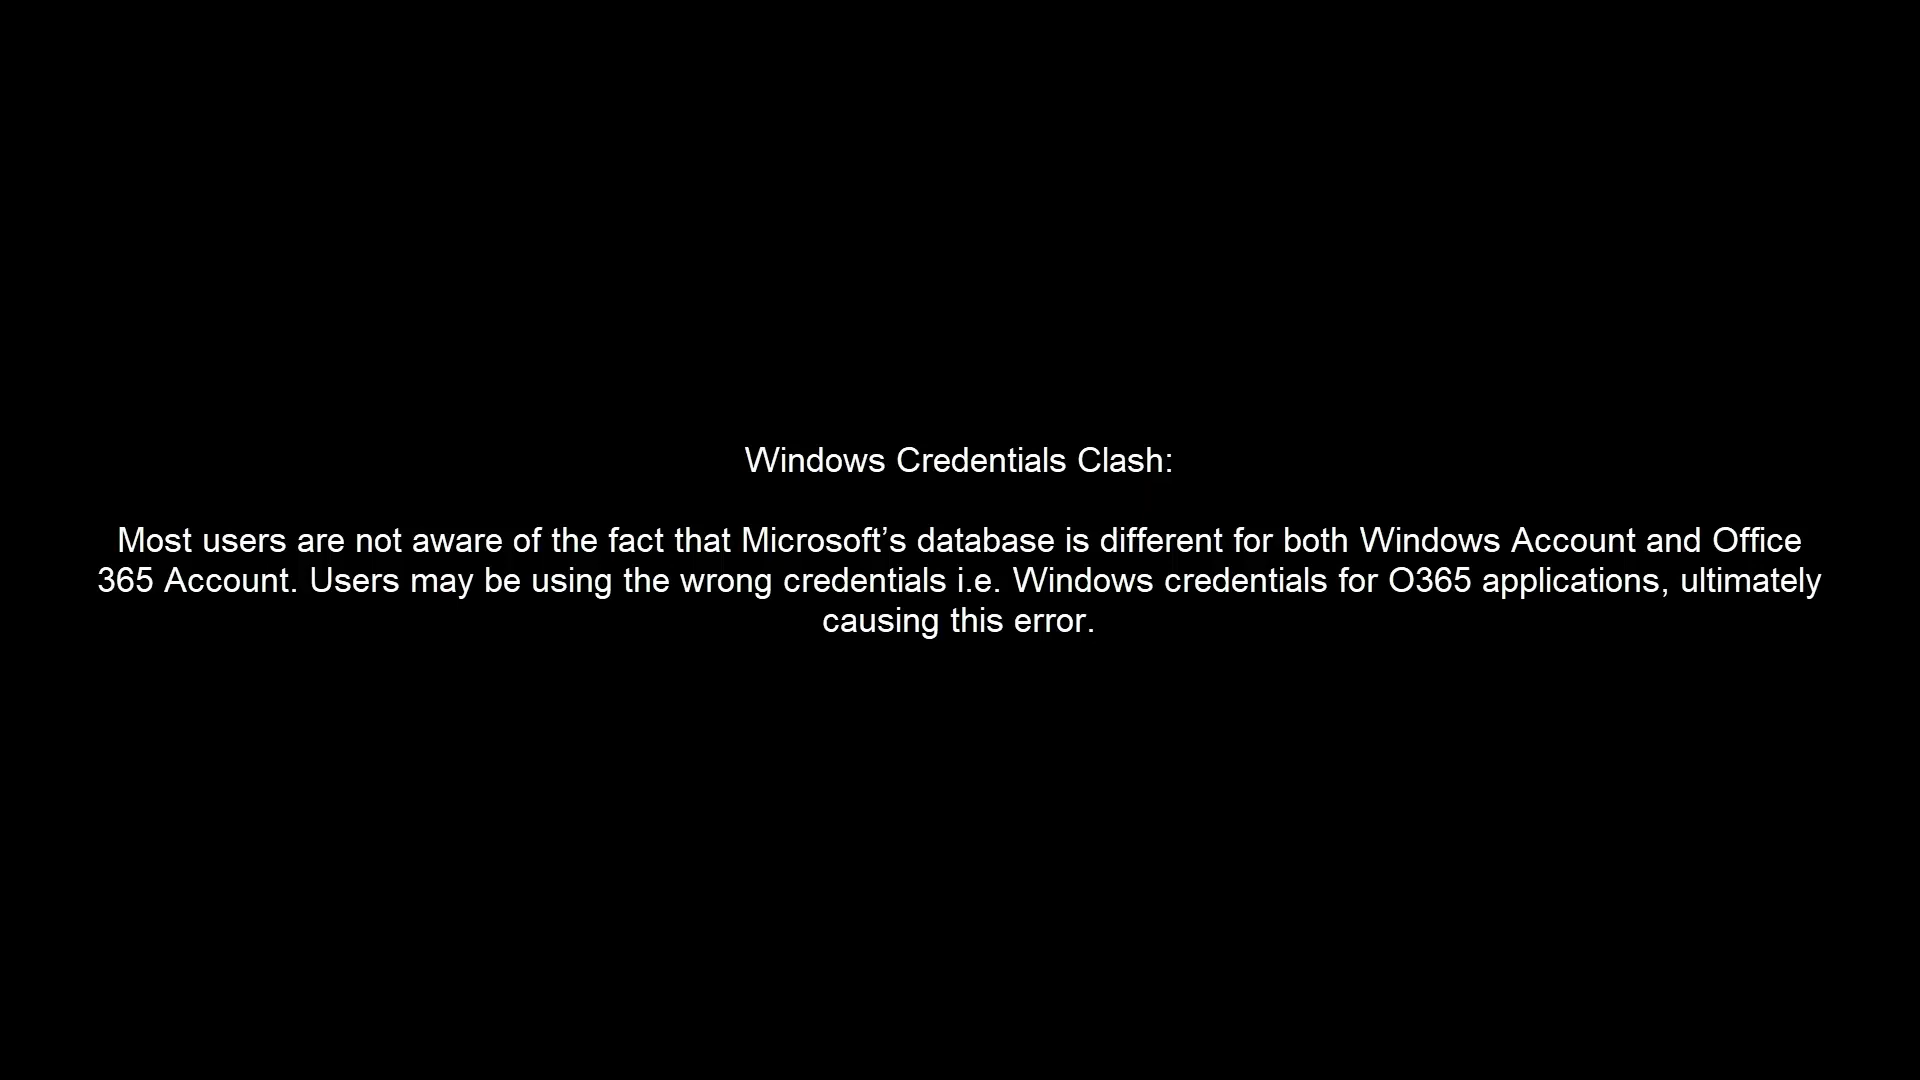 Windows Credentials Clash:
Most users are not aware of the fact that Microsoft’s database is different for both Windows Account and Office
365 Account. Users may be using the wrong credentials i.e. Windows credentials for O365 applications, ultimately
causing this error.